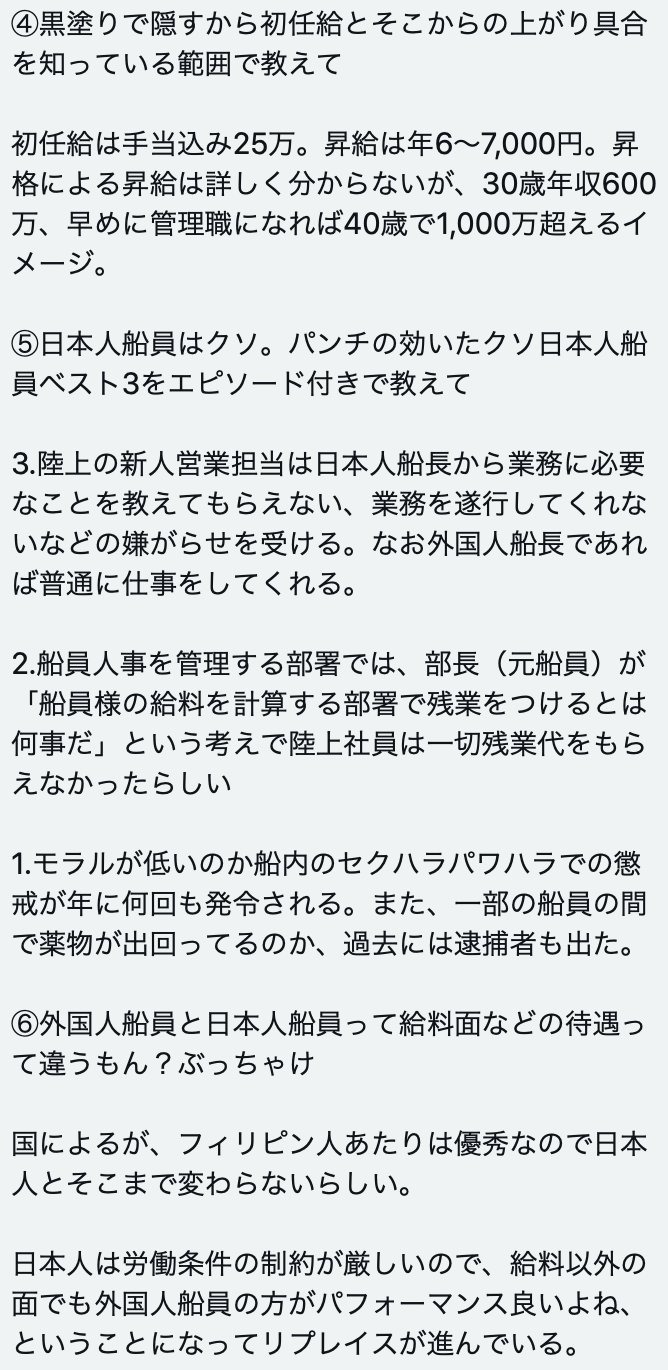 ④黒塗りで隠すから初任給とそこからの上がり具合
を知っている範囲で教えて
初任給は手当込み25万。昇給は年6〜7,000円。昇
格による昇給は詳しく分からないが、30歳年収600
万、早めに管理職になれば40歳で1,000万超えるイ
メージ。
⑤日本人船員はクソ。パンチの効いたクソ日本人船
員ベスト3をエピソード付きで教えて
3.陸上の新人営業担当は日本人船長から業務に必要
なことを教えてもらえない、業務を遂行してくれな
いなどの嫌がらせを受ける。なお外国人船長であれ
ば普通に仕事をしてくれる。
2.船員人事を管理する部署では、部長（元船員）が
「船員様の給料を計算する部署で残業をつけるとは
何事だ」という考えで陸上社員は一切残業代をもら
えなかったらしい
1.モラルが低いのか船内のセクハラパワハラでの懲
戒が年に何回も発令される。また、一部の船員の間
で薬物が出回ってるのか、過去には逮捕者も出た。
⑥外国人船員と日本人船員って給料面などの待遇っ
て違うもん？ぶっちゃけ
国によるが、フィリピン人あたりは優秀なので日本
人とそこまで変わらないらしい。
日本人は労働条件の制約が厳しいので、給料以外の
面でも外国人船員の方がパフォーマンス良いよね、
ということになってリプレイスが進んでいる。